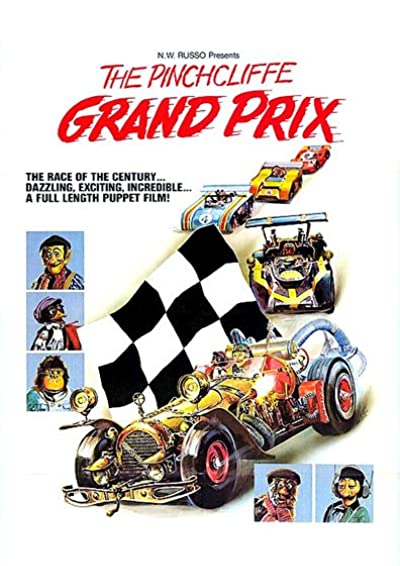 N.W. RUSSO Presents
THE PINCHCLIFFE
GRAND PRIX
THE RACE OF THE CENTURY...
DAZZLING, EXCITING, INCREDIBLE...
A FULL LENGTH PUPPET FILM!